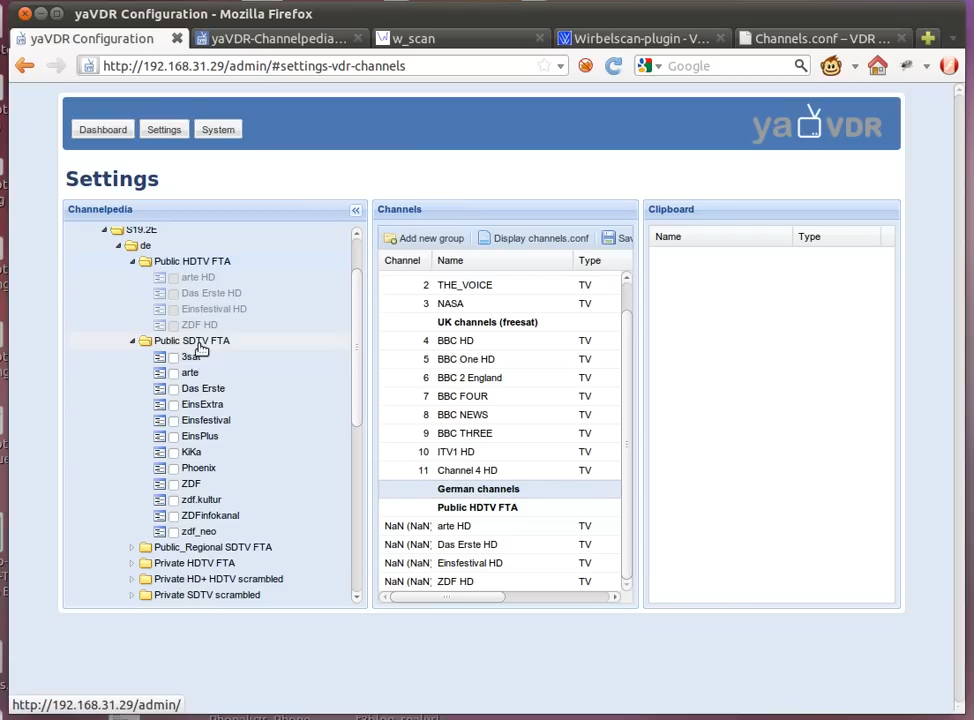 yaVDR Configuration - Mozilla Firefox
yaVDR Configuration
yaVDR-Channelpedia...
w_scan
Wirbelscan-plugin - V...
Channels.conf – VDR ...
http://192.168.31.29/admin/#settings-vdr-channels
Google
Dashboard
Settings
System
yaVDR
Settings
Channelpedia
S19.2E
de
Public HDTV FTA
arte HD
Das Erste HD
Einsfestival HD
ZDF HD
Public SDTV FTA
3sat
arte
Das Erste
EinsExtra
Einsfestival
EinsPlus
KiKa
Phoenix
ZDF
zdf.kultur
ZDFinfokanal
zdf_neo
Public_Regional SDTV FTA
Private HDTV FTA
Private HD+ HDTV scrambled
Private SDTV scrambled
Channels
Add new group
Display channels.conf
Sav
Channel Name Type
2 THE_VOICE TV
3 NASA TV
UK channels (freesat)
4 BBC HD TV
5 BBC One HD TV
6 BBC 2 England TV
7 BBC FOUR TV
8 BBC NEWS TV
9 BBC THREE TV
10 ITV1 HD TV
11 Channel 4 HD TV
German channels
Public HDTV FTA
NaN (NaN) arte HD TV
NaN (NaN) Das Erste HD TV
NaN (NaN) Einsfestival HD TV
NaN (NaN) ZDF HD TV
Clipboard
Name Type
http://192.168.31.29/admin/